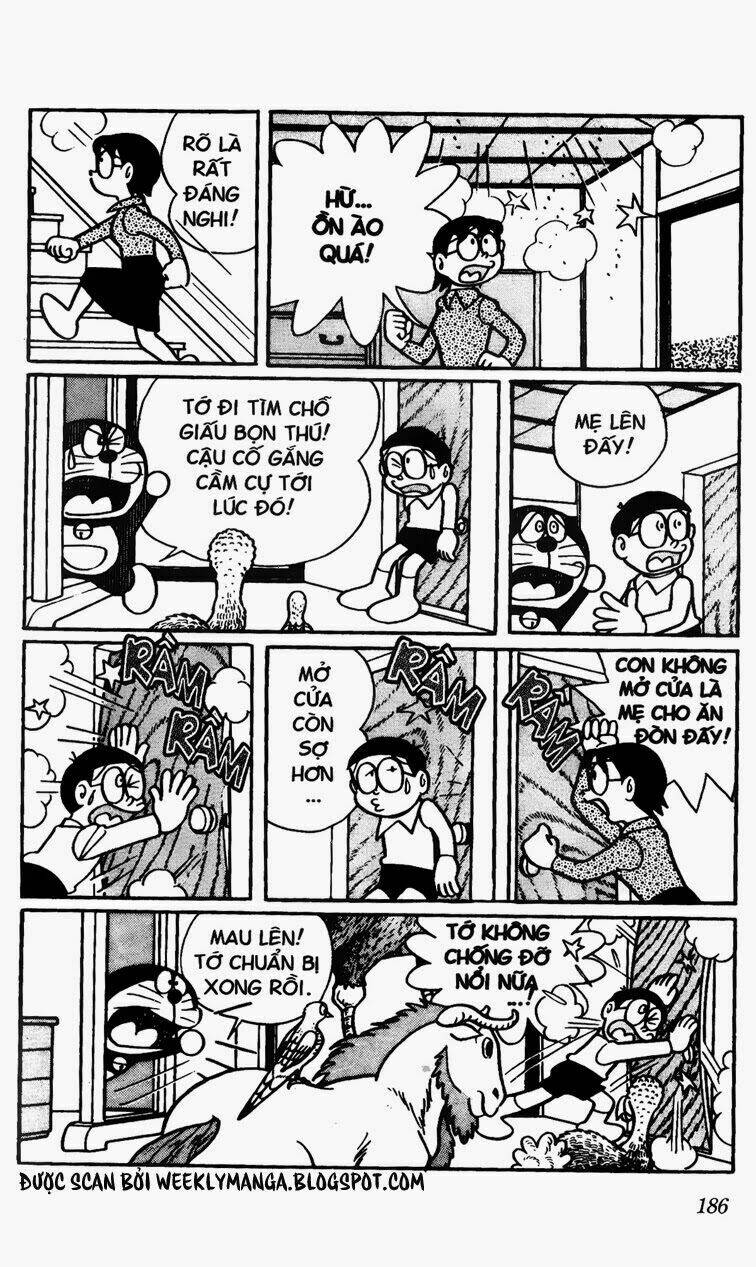 HỪ...
ỒN ÀO
QUÁ!
RÕ LÀ
RẤT
ĐÁNG
NGHI!
MẸ LÊN
ĐẤY!
TỚ ĐI TÌM CHỖ
GIẤU BỌN THÚ!
CẬU CỐ GẮNG
CẦM CỰ TỚI
LÚC ĐÓ!
CON KHÔNG
MỞ CỬA LÀ
MẸ CHO ĂN
ĐÒN ĐẤY!
RẦM
RẦM
MỞ
CỬA
CÒN
SỢ
HƠN
...
RẦM
RẦM
TỚ KHÔNG
CHỐNG ĐỠ
NỔI NỮA
...!
MAU LÊN!
TỚ CHUẨN BỊ
XONG RỒI.
ĐƯỢC SCAN BỞI WEEKLYMANGA.BLOGSPOT.COM
186